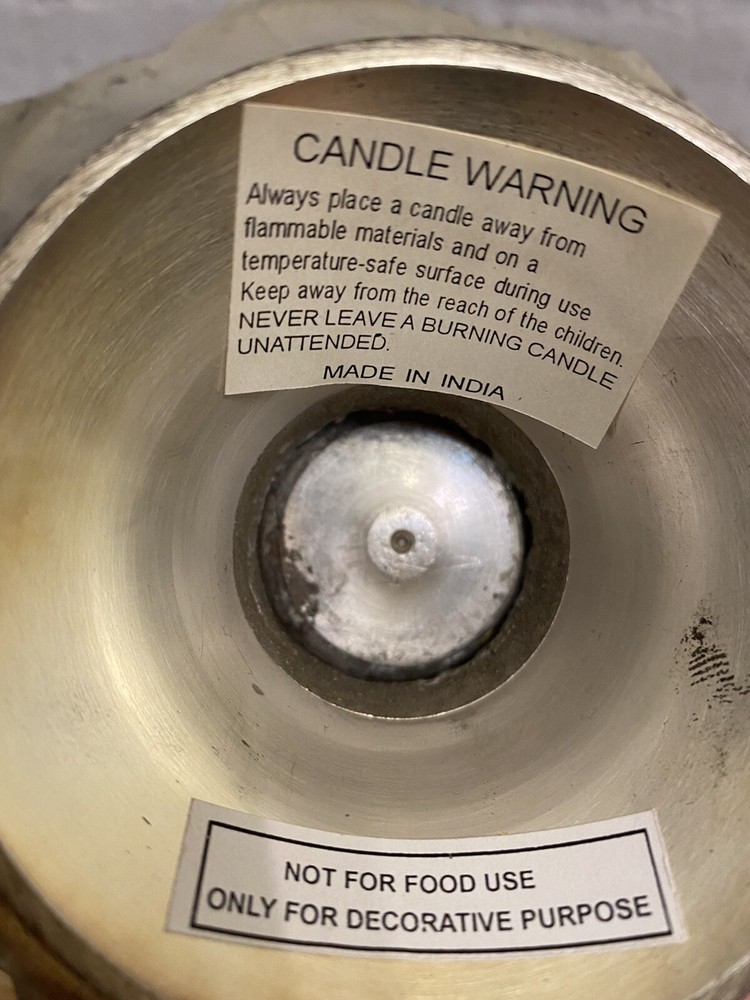 CANDLE WARNING
Always place a candle away from
flammable materials and on a
temperature-safe surface during use
Keep away from the reach of the children.
NEVER LEAVE A BURNING CANDLE
UNATTENDED.
MADE IN INDIA
NOT FOR FOOD USE
ONLY FOR DECORATIVE PURPOSE